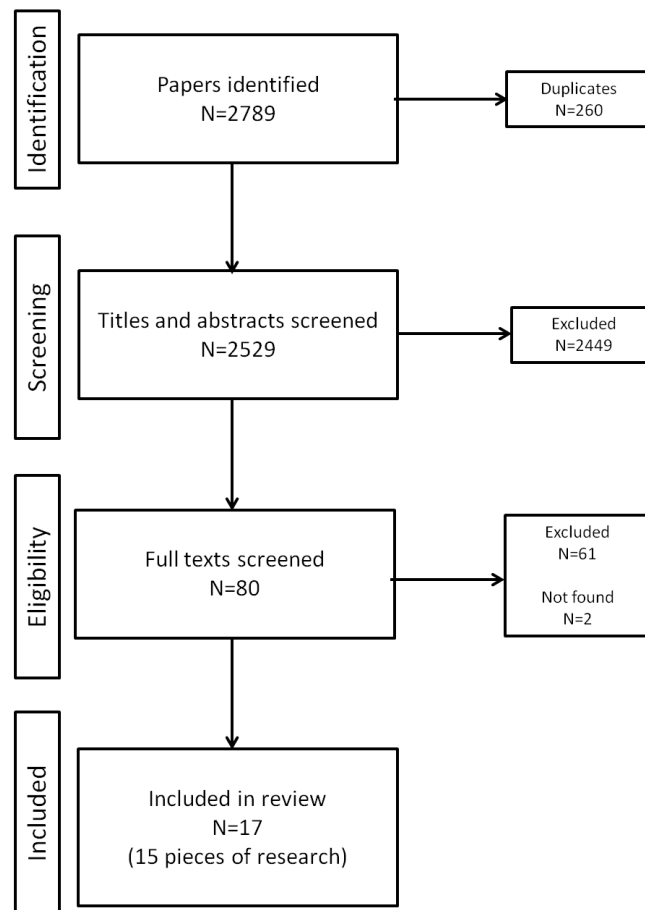 Identification
Papers identified
N=2789
Duplicates
N=260
Screening
Titles and abstracts screened
N=2529
Excluded
N=2449
Eligibility
Full texts screened
N=80
Excluded
N=61
Not found
N=2
Included
Included in review
N=17
(15 pieces of research)